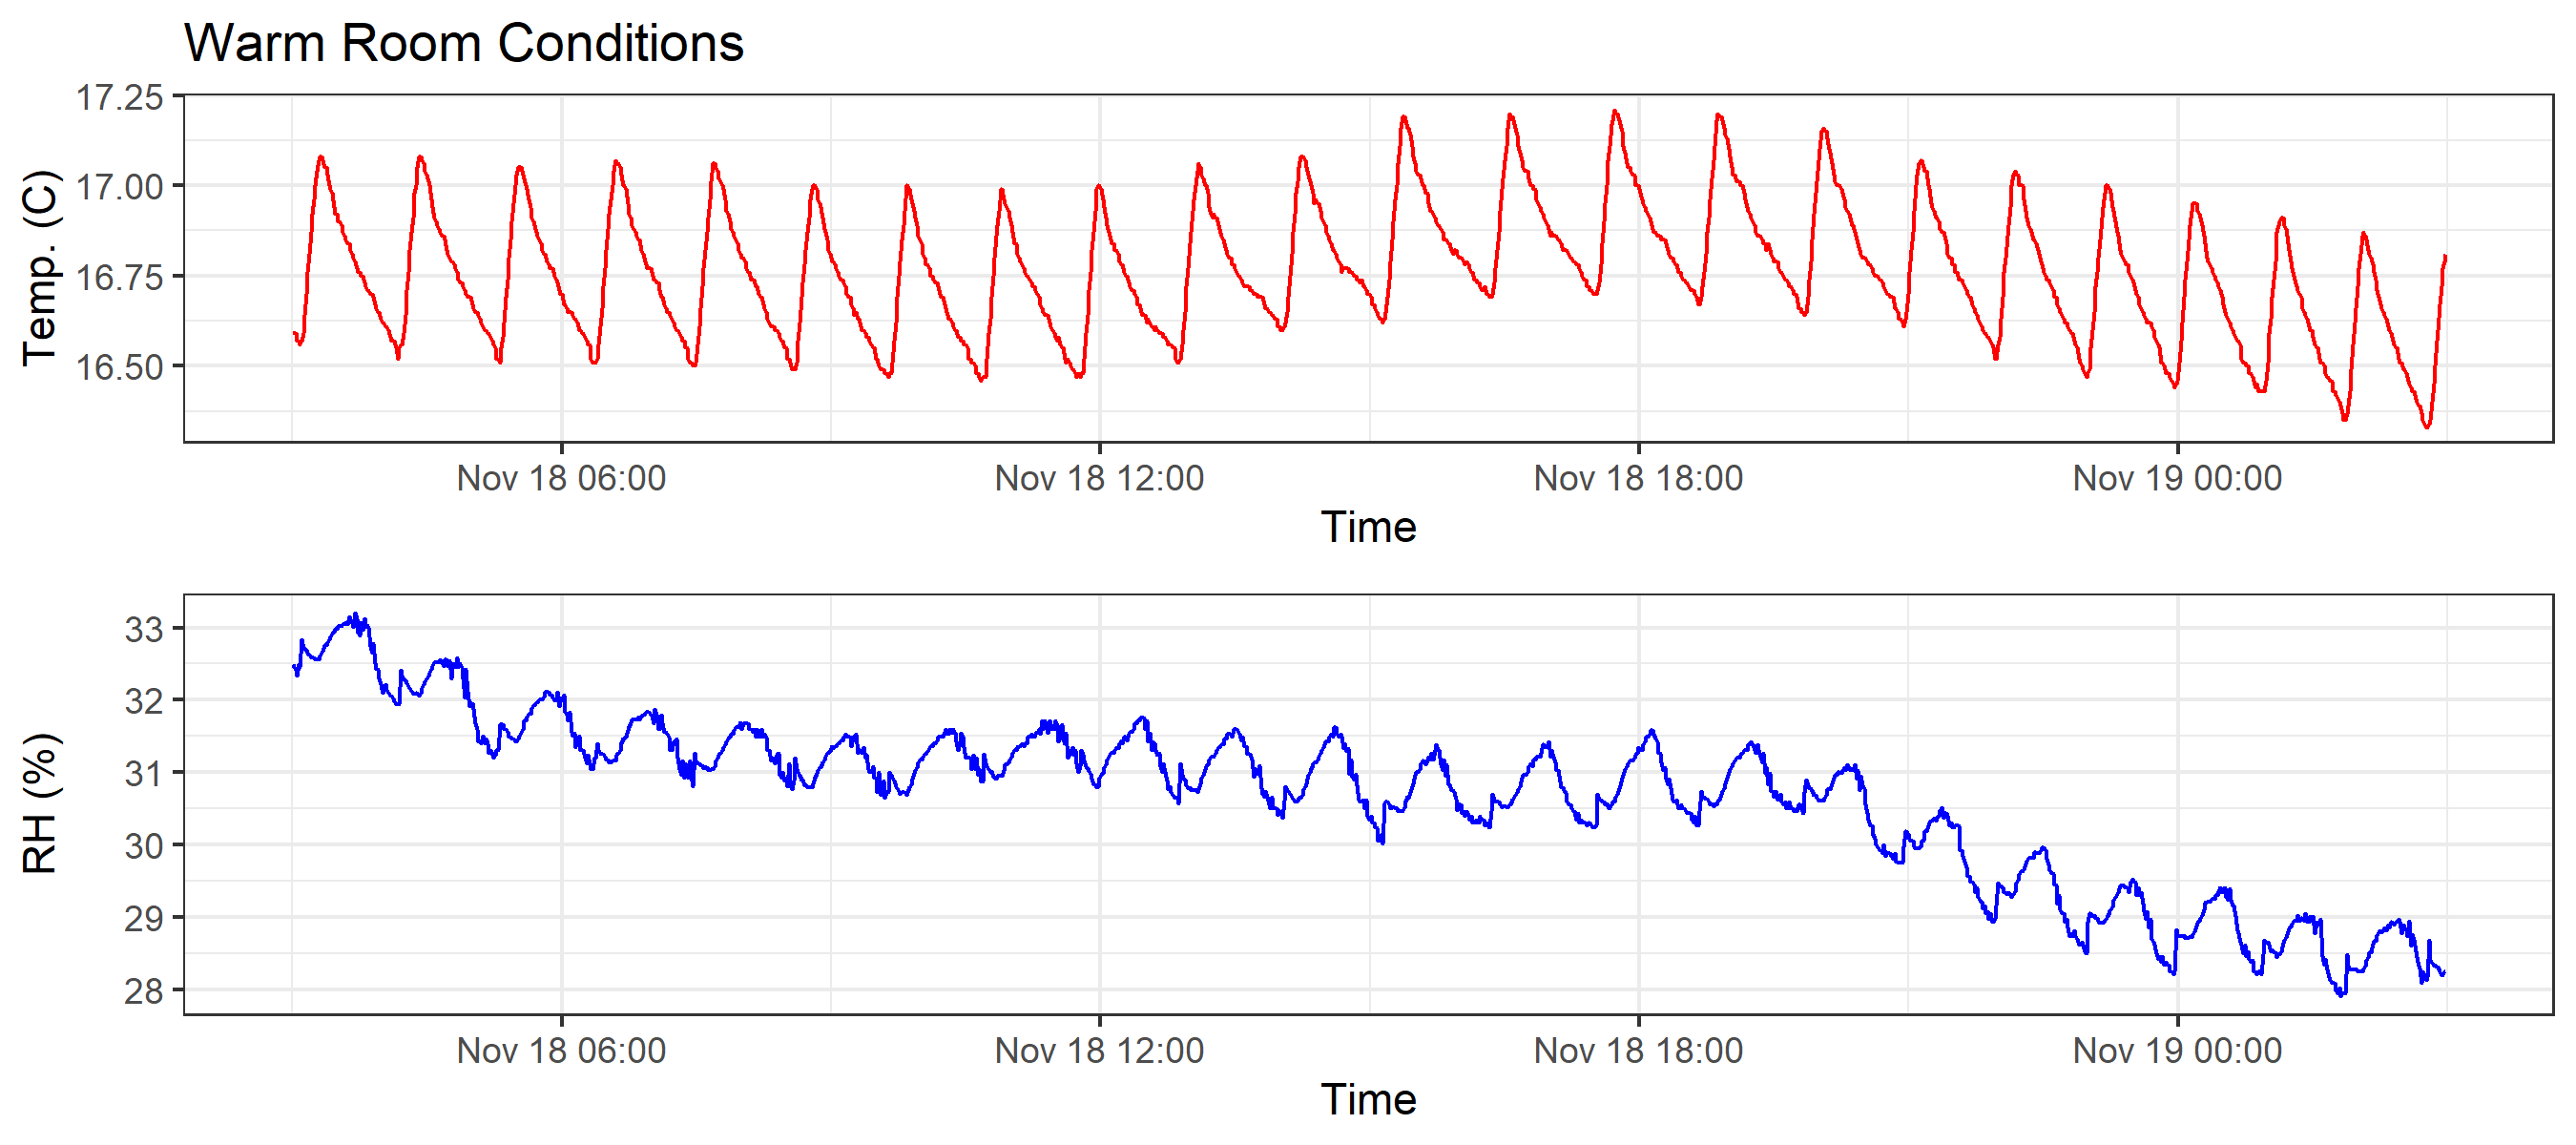 Warm Room Conditions
Temp. (C)
17.25
17.00
16.75
16.50
Nov 18 06:00 Nov 18 12:00 Nov 18 18:00 Nov 19 00:00
Time
RH (%)
33
32
31
30
29
28
Nov 18 06:00 Nov 18 12:00 Nov 18 18:00 Nov 19 00:00
Time